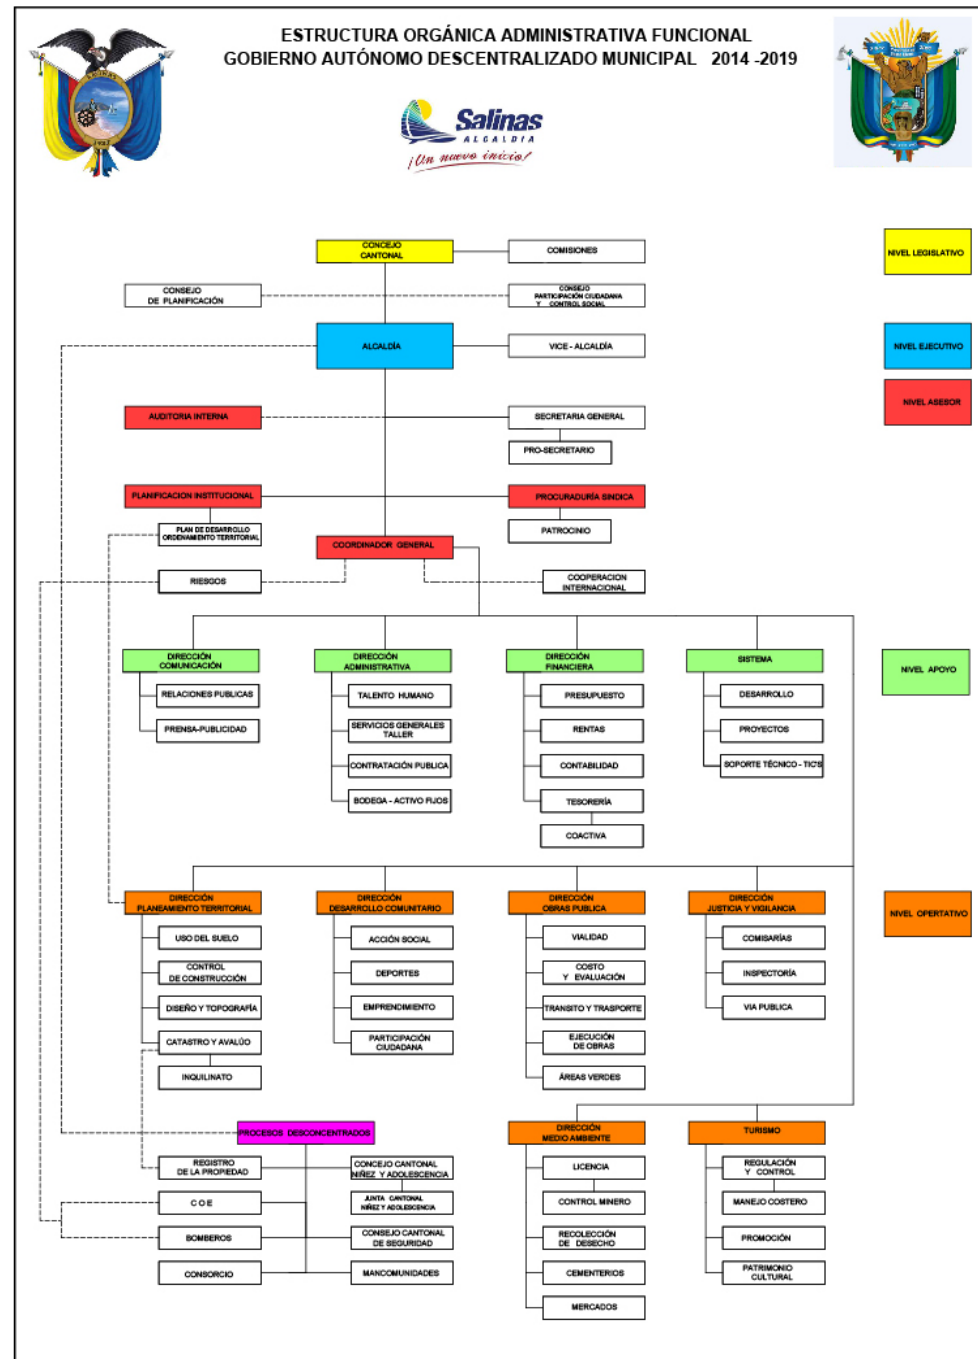 ESTRUCTURA ORGÁNICA ADMINISTRATIVA FUNCIONAL
GOBIERNO AUTÓNOMO DESCENTRALIZADO MUNICIPAL 2014 -2019
SALINAS
Salinas
ALCALDIA
¡Un nuevo inicio!
CONCEJO
CANTONAL
COMISIONES
NIVEL LEGISLATIVO
CONSEJO
DE PLANIFICACIÓN
CONSEJO
PARTICIPACIÓN CIUDADANA
Y CONTROL SOCIAL
ALCALDÍA
VICE - ALCALDÍA
NIVEL EJECUTIVO
NIVEL ASESOR
AUDITORIA INTERNA
SECRETARIA GENERAL
PRO-SECRETARIO
PLANIFICACION INSTITUCIONAL
PROCURADURÍA SINDICA
PLAN DE DESARROLLO
ORDENAMIENTO TERRITORIAL
PATROCINIO
COORDINADOR GENERAL
RIESGOS
COOPERACION
INTERNACIONAL
DIRECCIÓN
COMUNICACIÓN
DIRECCIÓN
ADMINISTRATIVA
DIRECCIÓN
FINANCIERA
SISTEMA
NIVEL APOYO
RELACIONES PUBLICAS
TALENTO HUMANO
PRESUPUESTO
DESARROLLO
PRENSA-PUBLICIDAD
SERVICIOS GENERALES
TALLER
RENTAS
PROYECTOS
CONTRATACIÓN PUBLICA
CONTABILIDAD
SOPORTE TÉCNICO - TIC'S
BODEGA - ACTIVO FIJOS
TESORERÍA
COACTIVA
DIRECCIÓN
PLANEAMIENTO TERRITORIAL
DIRECCIÓN
DESARROLLO COMUNITARIO
DIRECCIÓN
OBRAS PUBLICA
DIRECCIÓN
JUSTICIA Y VIGILANCIA
NIVEL OPERTATIVO
USO DEL SUELO
ACCIÓN SOCIAL
VIALIDAD
COMISARÍAS
CONTROL
DE CONSTRUCCIÓN
DEPORTES
COSTO
Y EVALUACIÓN
INSPECTORÍA
DISEÑO Y TOPOGRAFÍA
EMPRENDIMIENTO
TRANSITO Y TRASPORTE
VIA PUBLICA
CATASTRO Y AVALÚO
PARTICIPACIÓN
CIUDADANA
EJECUCIÓN
DE OBRAS
INQUILINATO
ÁREAS VERDES
PROCESOS DESCONCENTRADOS
DIRECCIÓN
MEDIO AMBIENTE
TURISMO
REGISTRO
DE LA PROPIEDAD
CONCEJO CANTONAL
NIÑEZ Y ADOLESCENCIA
LICENCIA
REGULACIÓN
Y CONTROL
C O E
JUNTA CANTONAL
NIÑEZ Y ADOLESCENCIA
CONTROL MINERO
MANEJO COSTERO
BOMBEROS
CONSEJO CANTONAL
DE SEGURIDAD
RECOLECCIÓN
DE DESECHO
PROMOCIÓN
CONSORCIO
MANCOMUNIDADES
CEMENTERIOS
PATRIMONIO
CULTURAL
MERCADOS